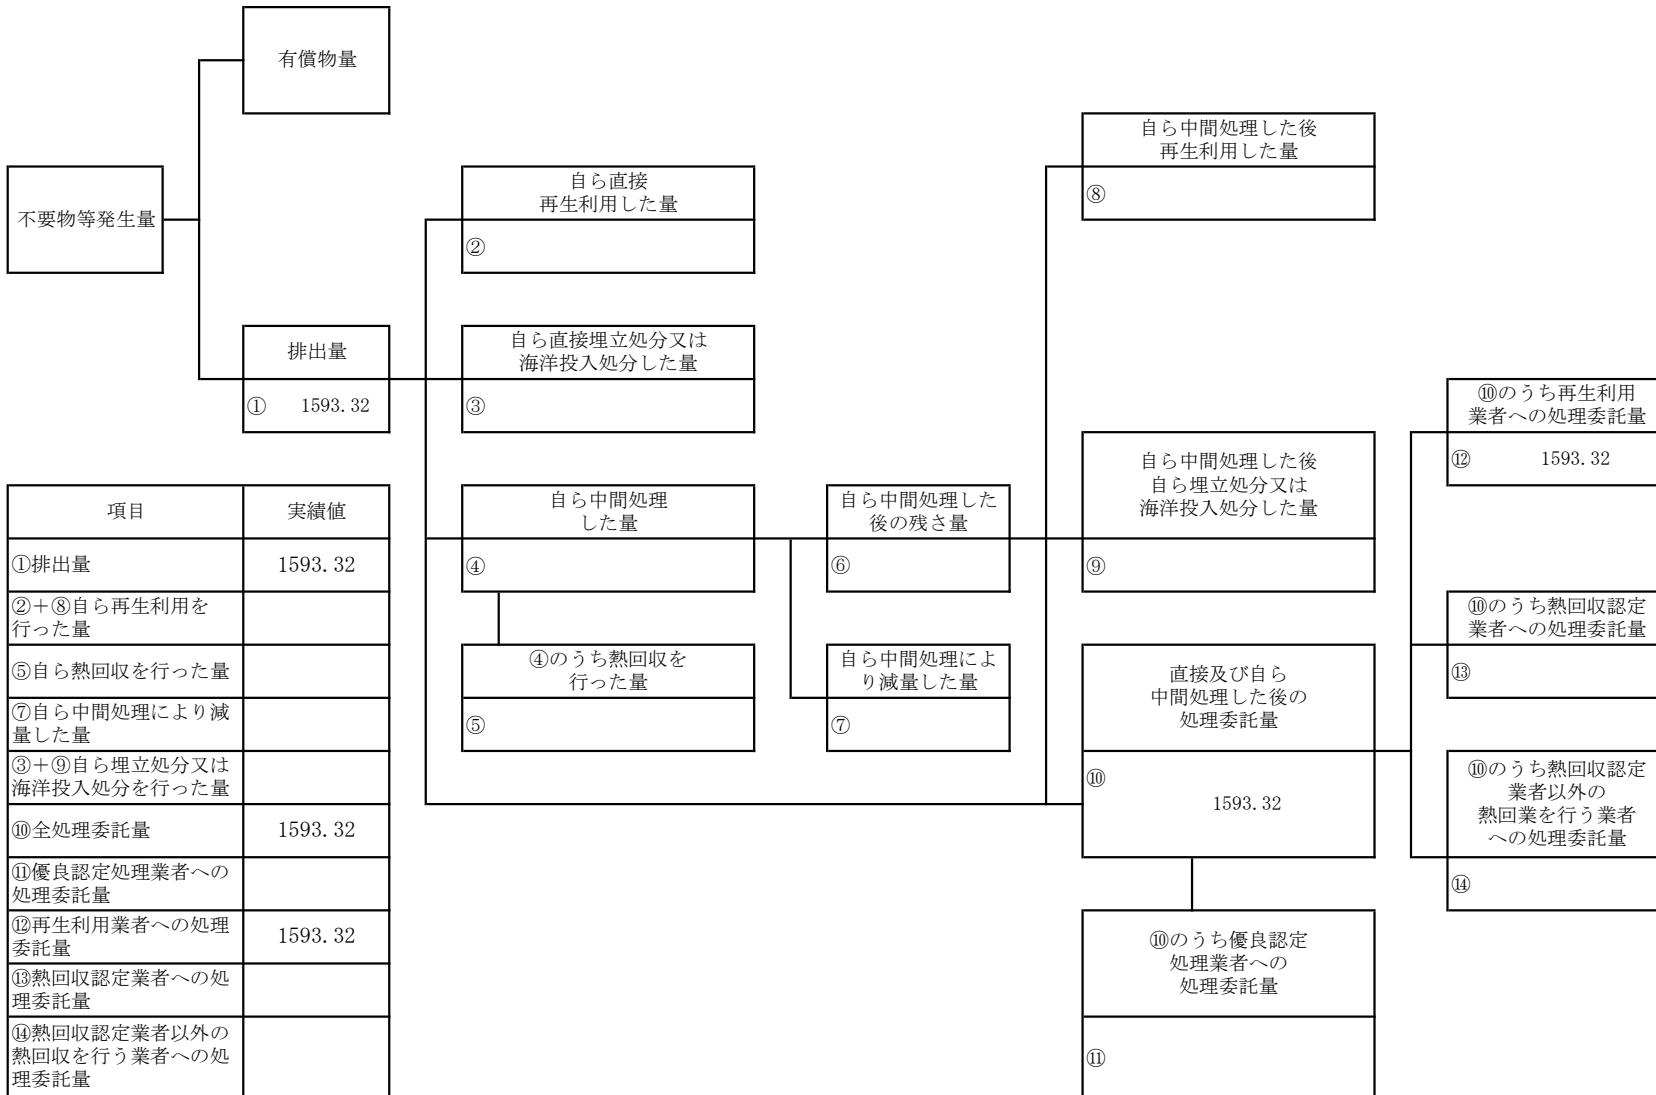 有償物量
不要物等発生量
排出量
① 1593.32
自ら直接
再生利用した量
②
自ら直接埋立処分又は
海洋投入処分した量
③
自ら中間処理
した量
④
④のうち熱回収を
行った量
⑤
自ら中間処理した
後の残さ量
⑥
自ら中間処理によ
り減量した量
⑦
自ら中間処理した後
再生利用した量
⑧
自ら中間処理した後
自ら埋立処分又は
海洋投入処分した量
⑨
直接及び自ら
中間処理した後の
処理委託量
⑩
1593.32
⑩のうち優良認定
処理業者への
処理委託量
⑪
⑩のうち再生利用
業者への処理委託量
⑫ 1593.32
⑩のうち熱回収認定
業者への処理委託量
⑬
⑩のうち熱回収認定
業者以外の
熱回業を行う業者
への処理委託量
⑭
項目 実績値
①排出量 1593.32
②+⑧自ら再生利用を
行った量
⑤自ら熱回収を行った量
⑦自ら中間処理により減
量した量
③+⑨自ら埋立処分又は
海洋投入処分を行った量
⑩全処理委託量 1593.32
⑪優良認定処理業者への
処理委託量
⑫再生利用業者への処理
委託量 1593.32
⑬熱回収認定業者への処
理委託量
⑭熱回収認定業者以外の
熱回収を行う業者への処
理委託量